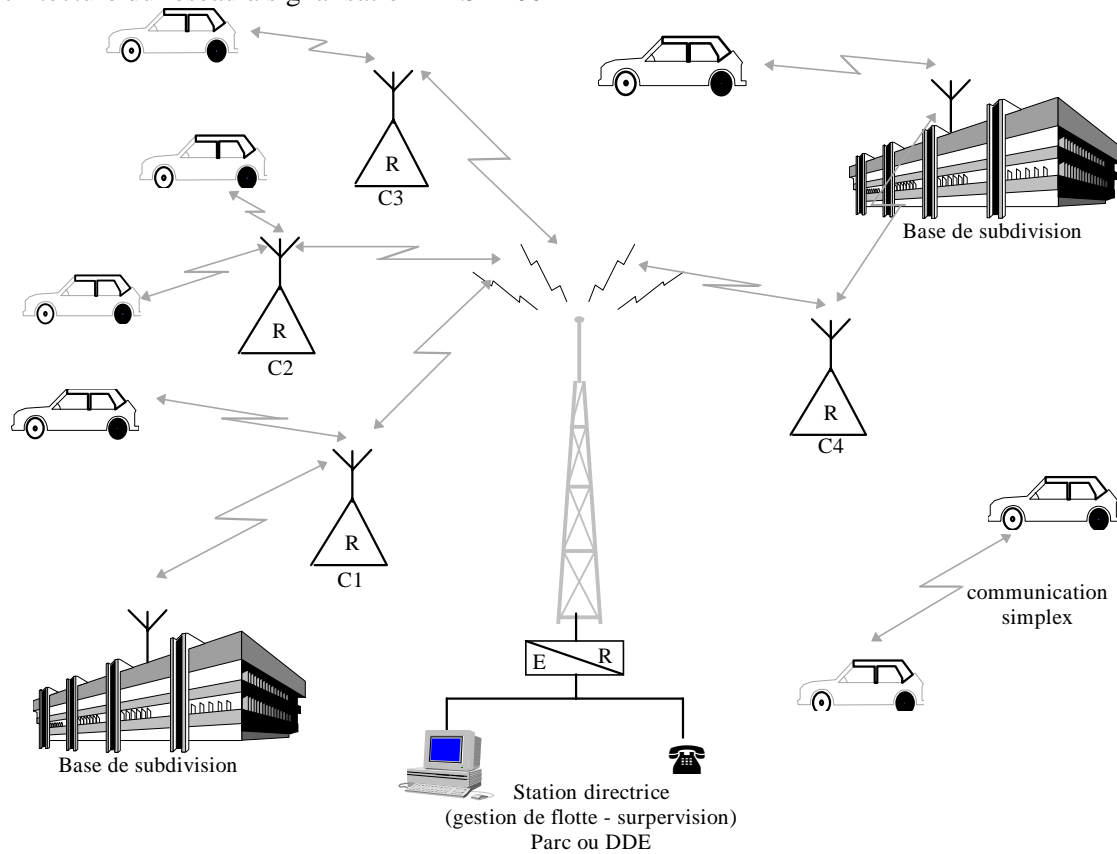 R
C3
Base de subdivision
R
C2
R
C4
R
C1
communication
simplex
E R
Base de subdivision
Station directrice
(gestion de flotte - surpervision)
Parc ou DDE